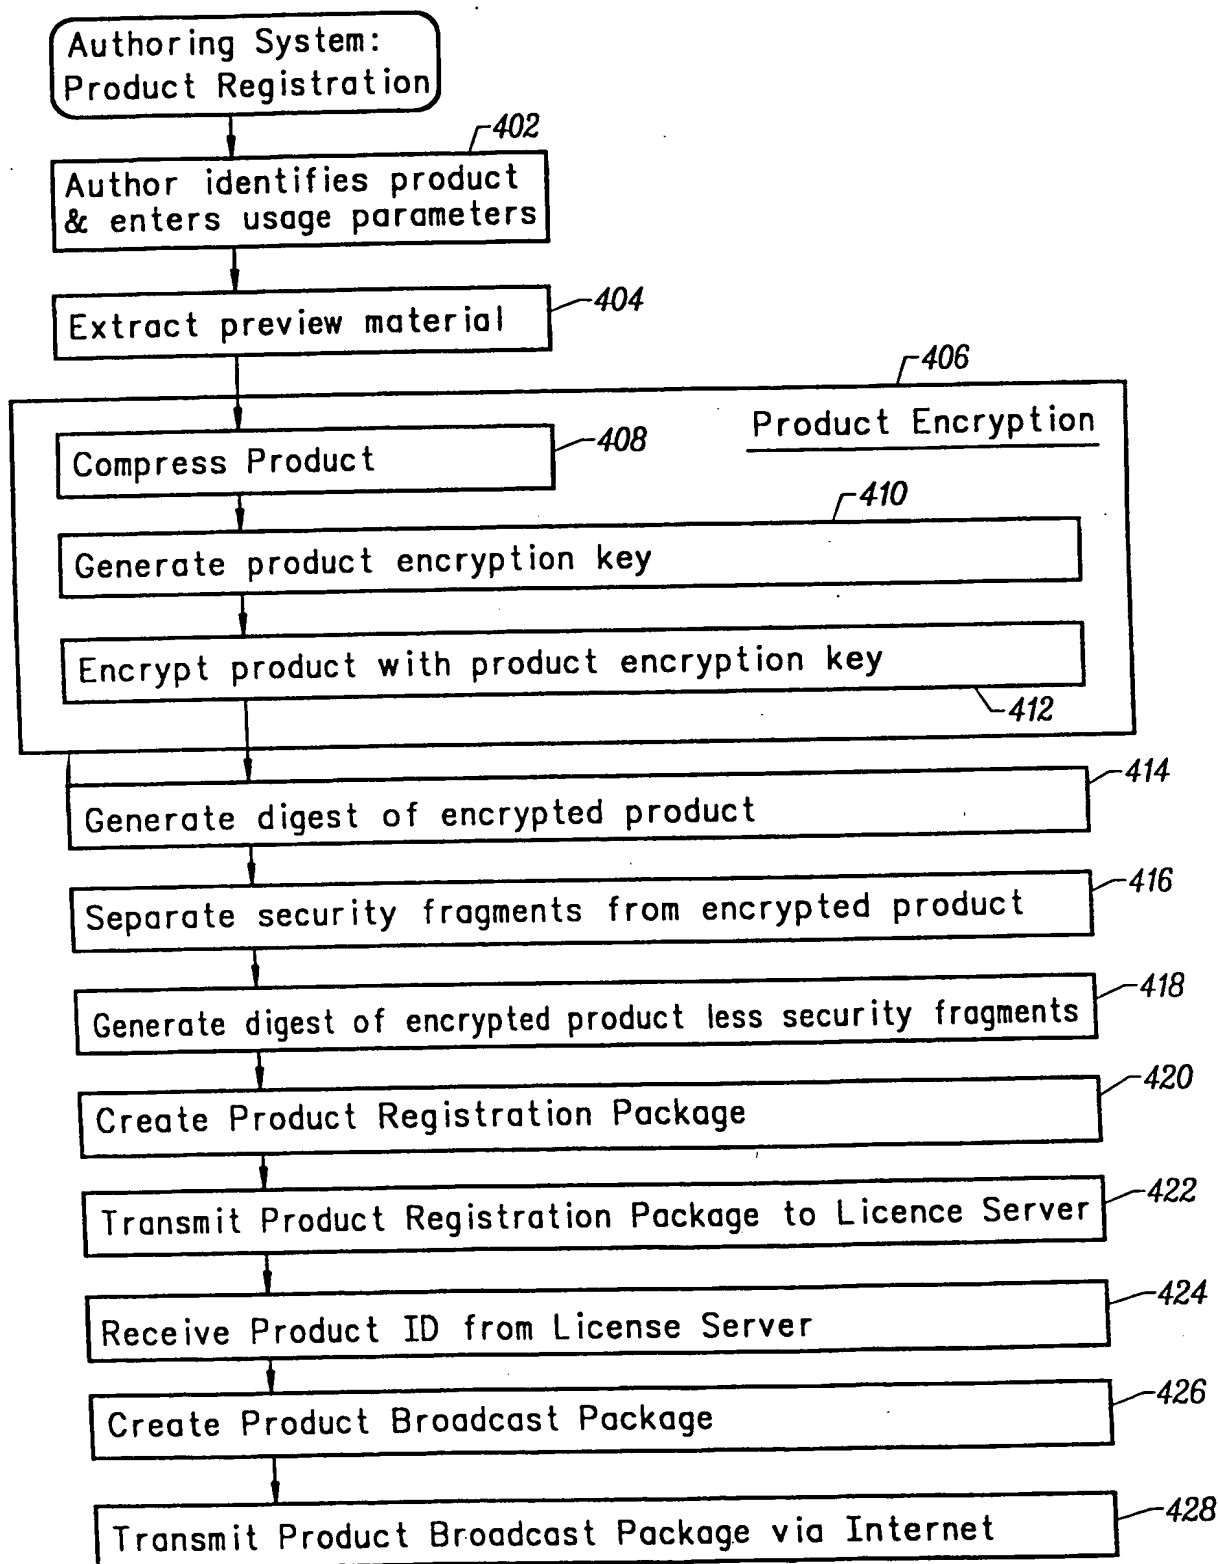 Authoring System:
Product Registration
402
Author identifies product
& enters usage parameters
404
Extract preview material
406
Product Encryption
408
Compress Product
410
Generate product encryption key
Encrypt product with product encryption key
412
414
Generate digest of encrypted product
416
Separate security fragments from encrypted product
418
Generate digest of encrypted product less security fragments
420
Create Product Registration Package
422
Transmit Product Registration Package to Licence Server
424
Receive Product ID from License Server
426
Create Product Broadcast Package
428
Transmit Product Broadcast Package via Internet